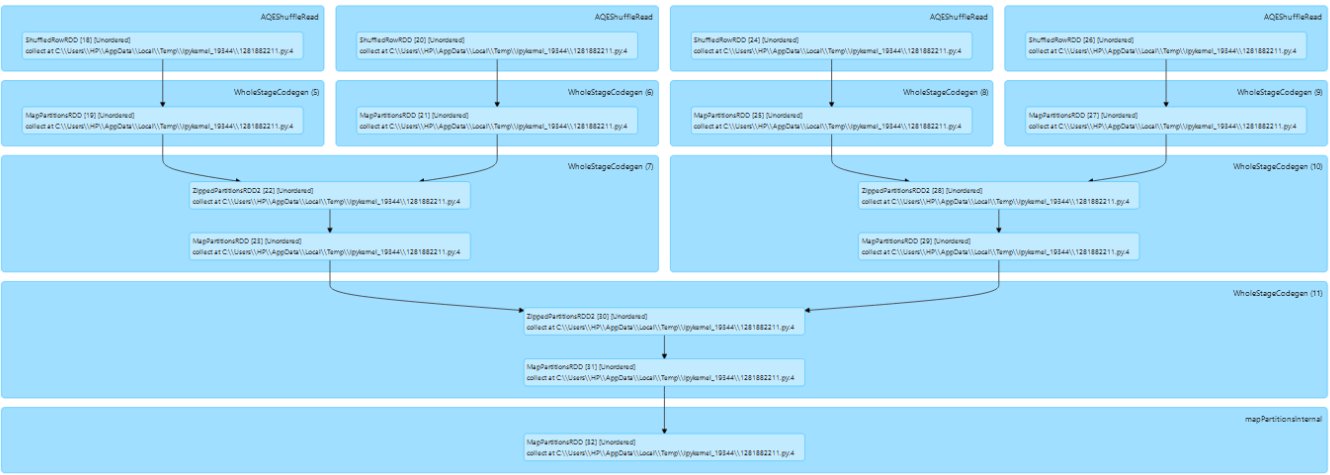 AQEShuffleRead
ShuffledRowRDD [18] [Unordered]
collect at C:\\Users\\HP\\AppData\\Local\\Temp\\ipykernel_19344\\1281882211.py:4
AQEShuffleRead
ShuffledRowRDD [20] [Unordered]
collect at C:\\Users\\HP\\AppData\\Local\\Temp\\ipykernel_19344\\1281882211.py:4
AQEShuffleRead
ShuffledRowRDD [24] [Unordered]
collect at C:\\Users\\HP\\AppData\\Local\\Temp\\ipykernel_19344\\1281882211.py:4
AQEShuffleRead
ShuffledRowRDD [26] [Unordered]
collect at C:\\Users\\HP\\AppData\\Local\\Temp\\ipykernel_19344\\1281882211.py:4
WholeStageCodegen (5)
MapPartitionsRDD [19] [Unordered]
collect at C:\\Users\\HP\\AppData\\Local\\Temp\\ipykernel_19344\\1281882211.py:4
WholeStageCodegen (6)
MapPartitionsRDD [21] [Unordered]
collect at C:\\Users\\HP\\AppData\\Local\\Temp\\ipykernel_19344\\1281882211.py:4
WholeStageCodegen (8)
MapPartitionsRDD [25] [Unordered]
collect at C:\\Users\\HP\\AppData\\Local\\Temp\\ipykernel_19344\\1281882211.py:4
WholeStageCodegen (9)
MapPartitionsRDD [27] [Unordered]
collect at C:\\Users\\HP\\AppData\\Local\\Temp\\ipykernel_19344\\1281882211.py:4
WholeStageCodegen (7)
ZippedPartitionsRDD2 [22] [Unordered]
collect at C:\\Users\\HP\\AppData\\Local\\Temp\\ipykernel_19344\\1281882211.py:4
MapPartitionsRDD [23] [Unordered]
collect at C:\\Users\\HP\\AppData\\Local\\Temp\\ipykernel_19344\\1281882211.py:4
WholeStageCodegen (10)
ZippedPartitionsRDD2 [28] [Unordered]
collect at C:\\Users\\HP\\AppData\\Local\\Temp\\ipykernel_19344\\1281882211.py:4
MapPartitionsRDD [29] [Unordered]
collect at C:\\Users\\HP\\AppData\\Local\\Temp\\ipykernel_19344\\1281882211.py:4
WholeStageCodegen (11)
ZippedPartitionsRDD2 [30] [Unordered]
collect at C:\\Users\\HP\\AppData\\Local\\Temp\\ipykernel_19344\\1281882211.py:4
MapPartitionsRDD [31] [Unordered]
collect at C:\\Users\\HP\\AppData\\Local\\Temp\\ipykernel_19344\\1281882211.py:4
mapPartitionsInternal
MapPartitionsRDD [32] [Unordered]
collect at C:\\Users\\HP\\AppData\\Local\\Temp\\ipykernel_19344\\1281882211.py:4